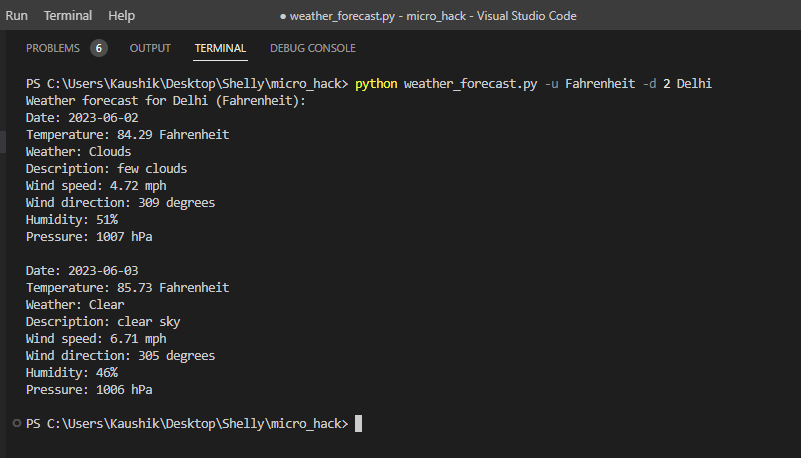 Run Terminal Help ● weather_forecast.py - micro_hack - Visual Studio Code
PROBLEMS 6 OUTPUT TERMINAL DEBUG CONSOLE
PS C:\Users\Kaushik\Desktop\Shelly\micro_hack> python weather_forecast.py -u Fahrenheit -d 2 Delhi
Weather forecast for Delhi (Fahrenheit):
Date: 2023-06-02
Temperature: 84.29 Fahrenheit
Weather: Clouds
Description: few clouds
Wind speed: 4.72 mph
Wind direction: 309 degrees
Humidity: 51%
Pressure: 1007 hPa
Date: 2023-06-03
Temperature: 85.73 Fahrenheit
Weather: Clear
Description: clear sky
Wind speed: 6.71 mph
Wind direction: 305 degrees
Humidity: 46%
Pressure: 1006 hPa
PS C:\Users\Kaushik\Desktop\Shelly\micro_hack>